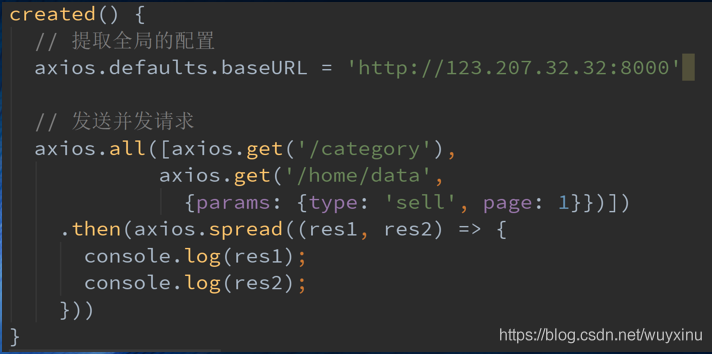 created() {
  // 提取全局的配置
  axios.defaults.baseURL = 'http://123.207.32.32:8000'
  // 发送并发请求
  axios.all([axios.get('/category'),
            axios.get('/home/data',
              {params: {type: 'sell', page: 1}})])
    .then(axios.spread((res1, res2) => {
      console.log(res1);
      console.log(res2);
    }))
}
https://blog.csdn.net/wuyxinu